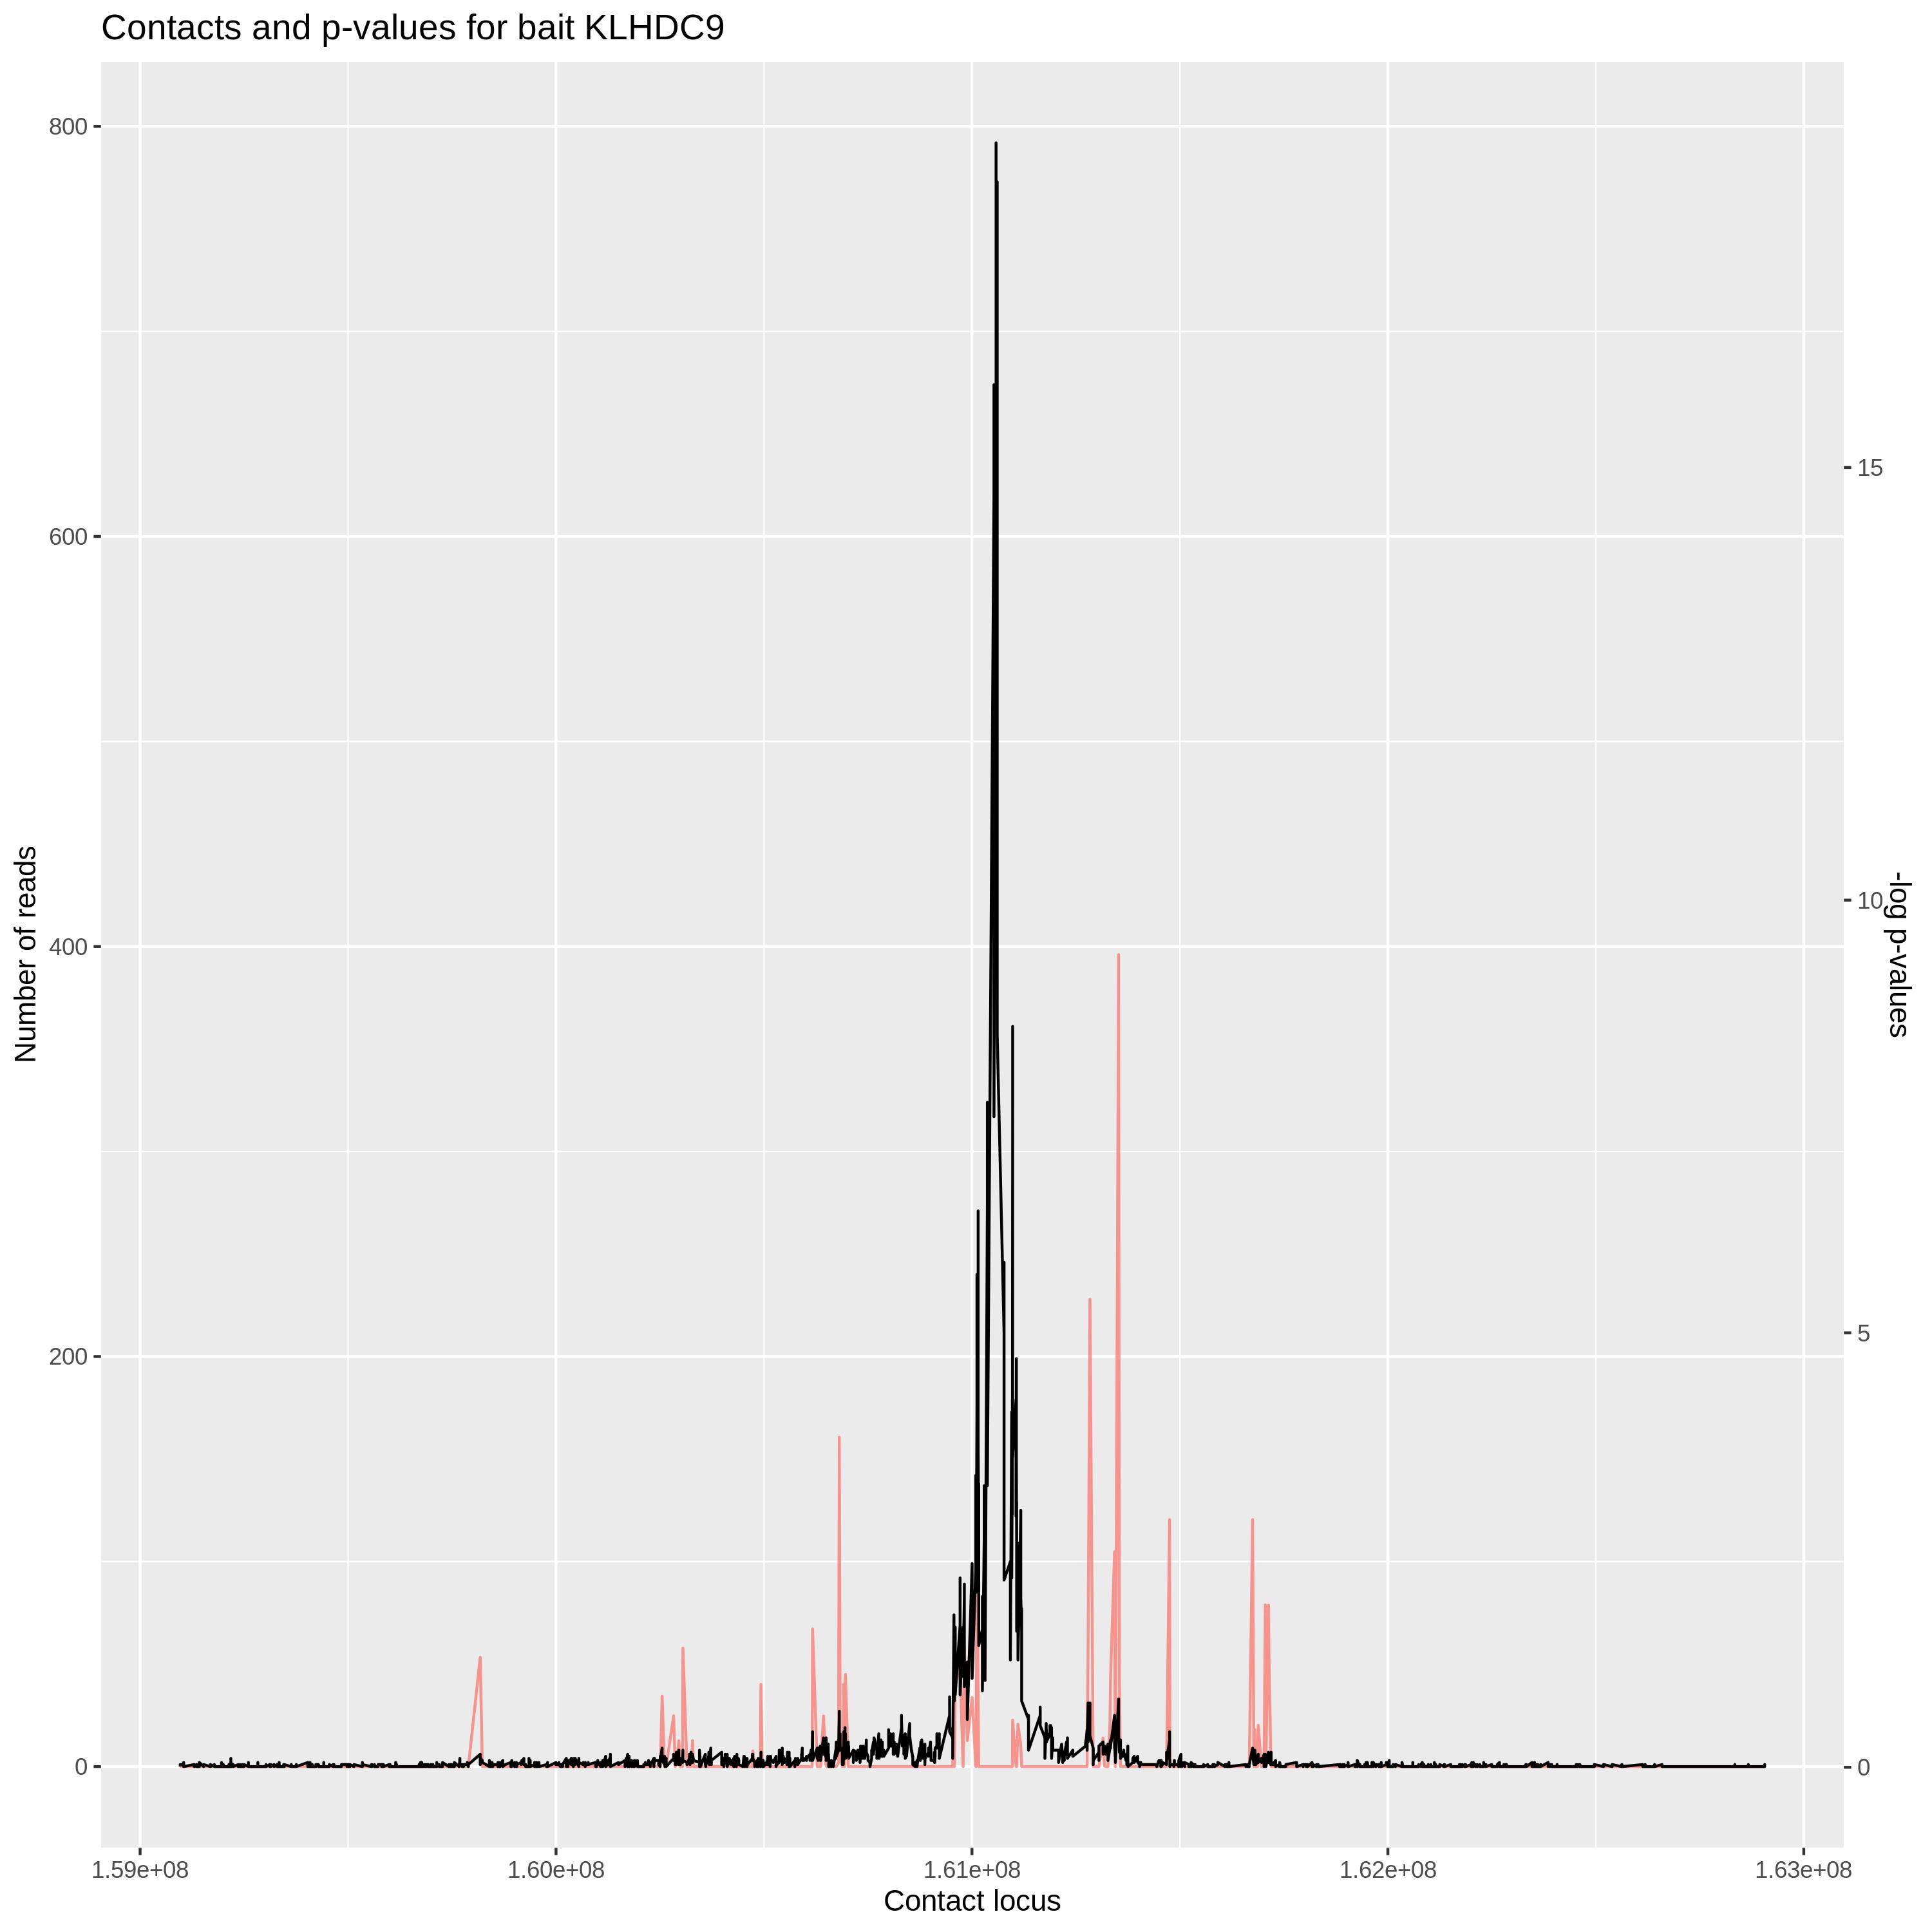 Contacts and p-values for bait KLHDC9
800
600
400
200
0
Number of reads
15
10
5
0
-log p-values
1.59e+08 1.60e+08 1.61e+08 1.62e+08 1.63e+08
Contact locus